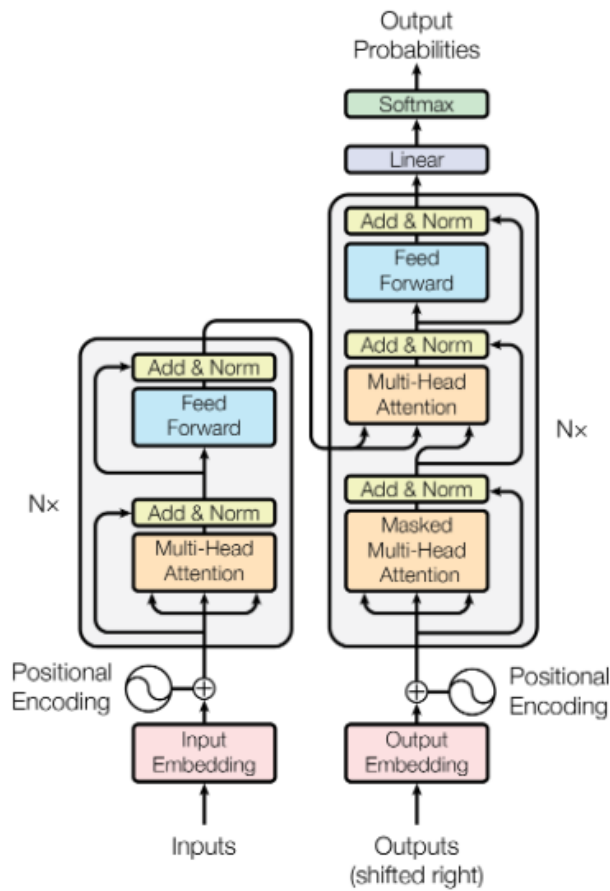 Output
Probabilities
Softmax
Linear
Add & Norm
Feed
Forward
Add & Norm
Multi-Head
Attention
Add & Norm
Masked
Multi-Head
Attention
N×
Positional
Encoding
Output
Embedding
Outputs
(shifted right)
Add & Norm
Feed
Forward
Add & Norm
Multi-Head
Attention
N×
Positional
Encoding
Input
Embedding
Inputs